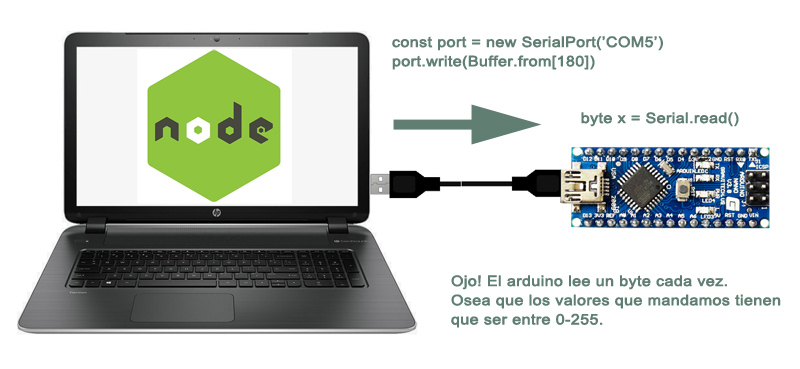 const port = new SerialPort('COM5')
port.write(Buffer.from[180])
byte x = Serial.read()
node
hp
Ojo! El arduino lee un byte cada vez.
Osea que los valores que mandamos tienen
que ser entre 0-255.